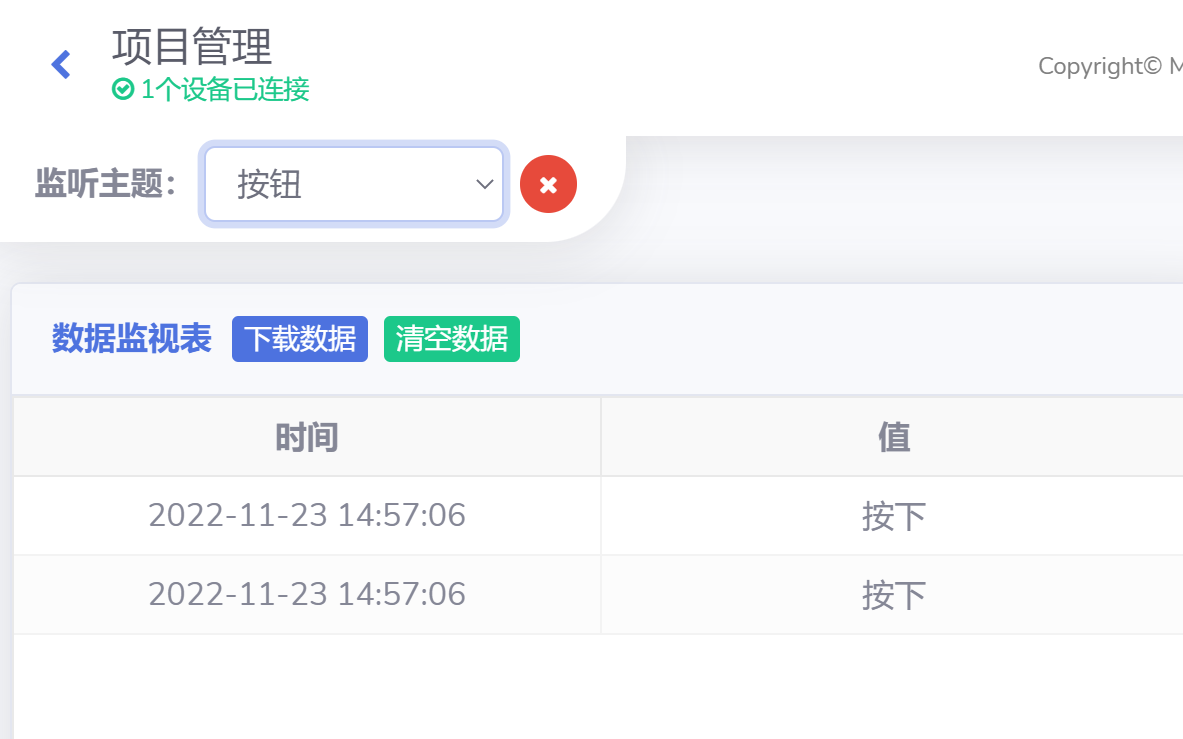 项目管理
1个设备已连接
Copyright© M
监听主题：
按钮
数据监视表 下载数据 清空数据
时间 值
2022-11-23 14:57:06 按下
2022-11-23 14:57:06 按下